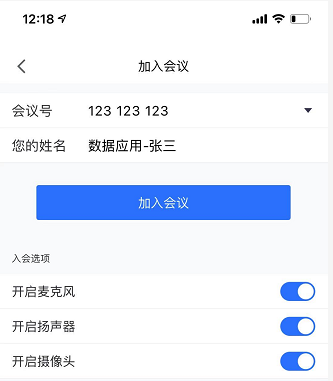 12:18
加入会议
会议号 123 123 123
您的姓名 数据应用-张三
加入会议
入会选项
开启麦克风
开启扬声器
开启摄像头